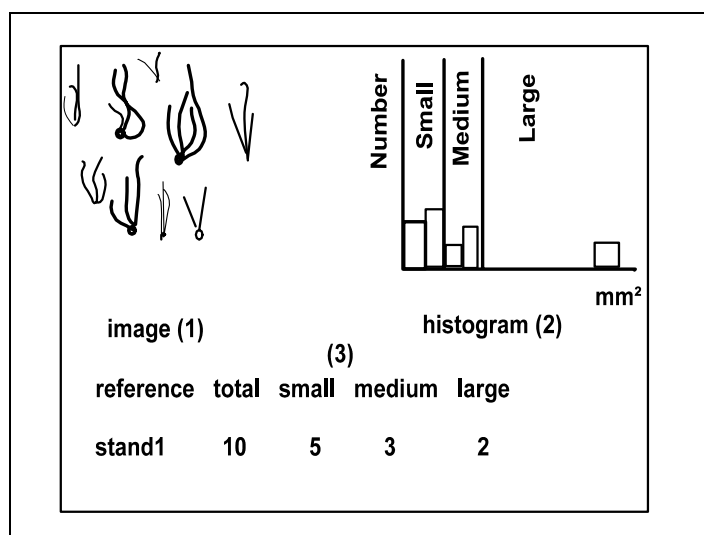 Number
Small
Medium
Large
mm²
image (1)
histogram (2)
(3)
reference total small medium large
stand1 10 5 3 2